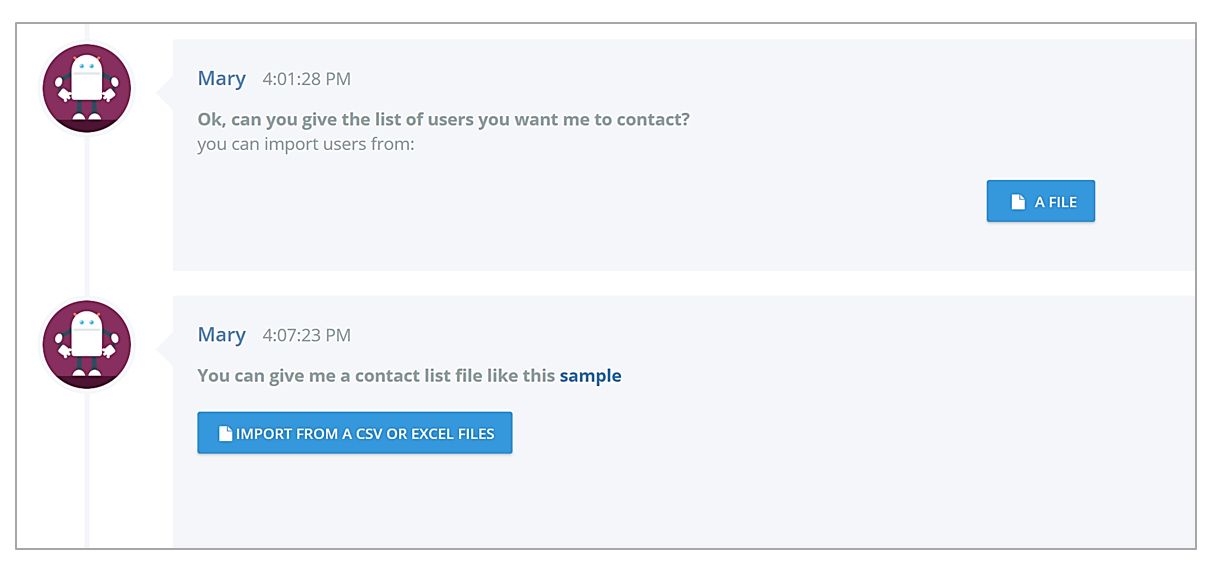 Mary 4:01:28 PM
Ok, can you give the list of users you want me to contact?
you can import users from:
A FILE
Mary 4:07:23 PM
You can give me a contact list file like this sample
IMPORT FROM A CSV OR EXCEL FILES